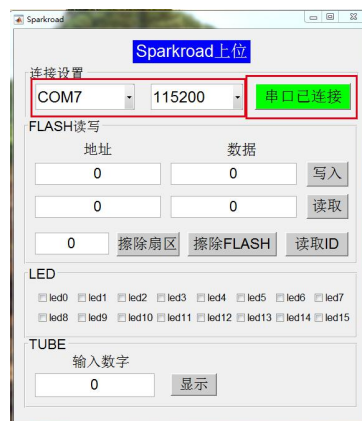 Sparkroad
Sparkroad上位
连接设置
COM7 115200 串口已连接
FLASH读写
地址 数据
0 0 写入
0 0 读取
0 擦除扇区 擦除FLASH 读取ID
LED
led0 led1 led2 led3 led4 led5 led6 led7
led8 led9 led10 led11 led12 led13 led14 led15
TUBE
输入数字
0 显示